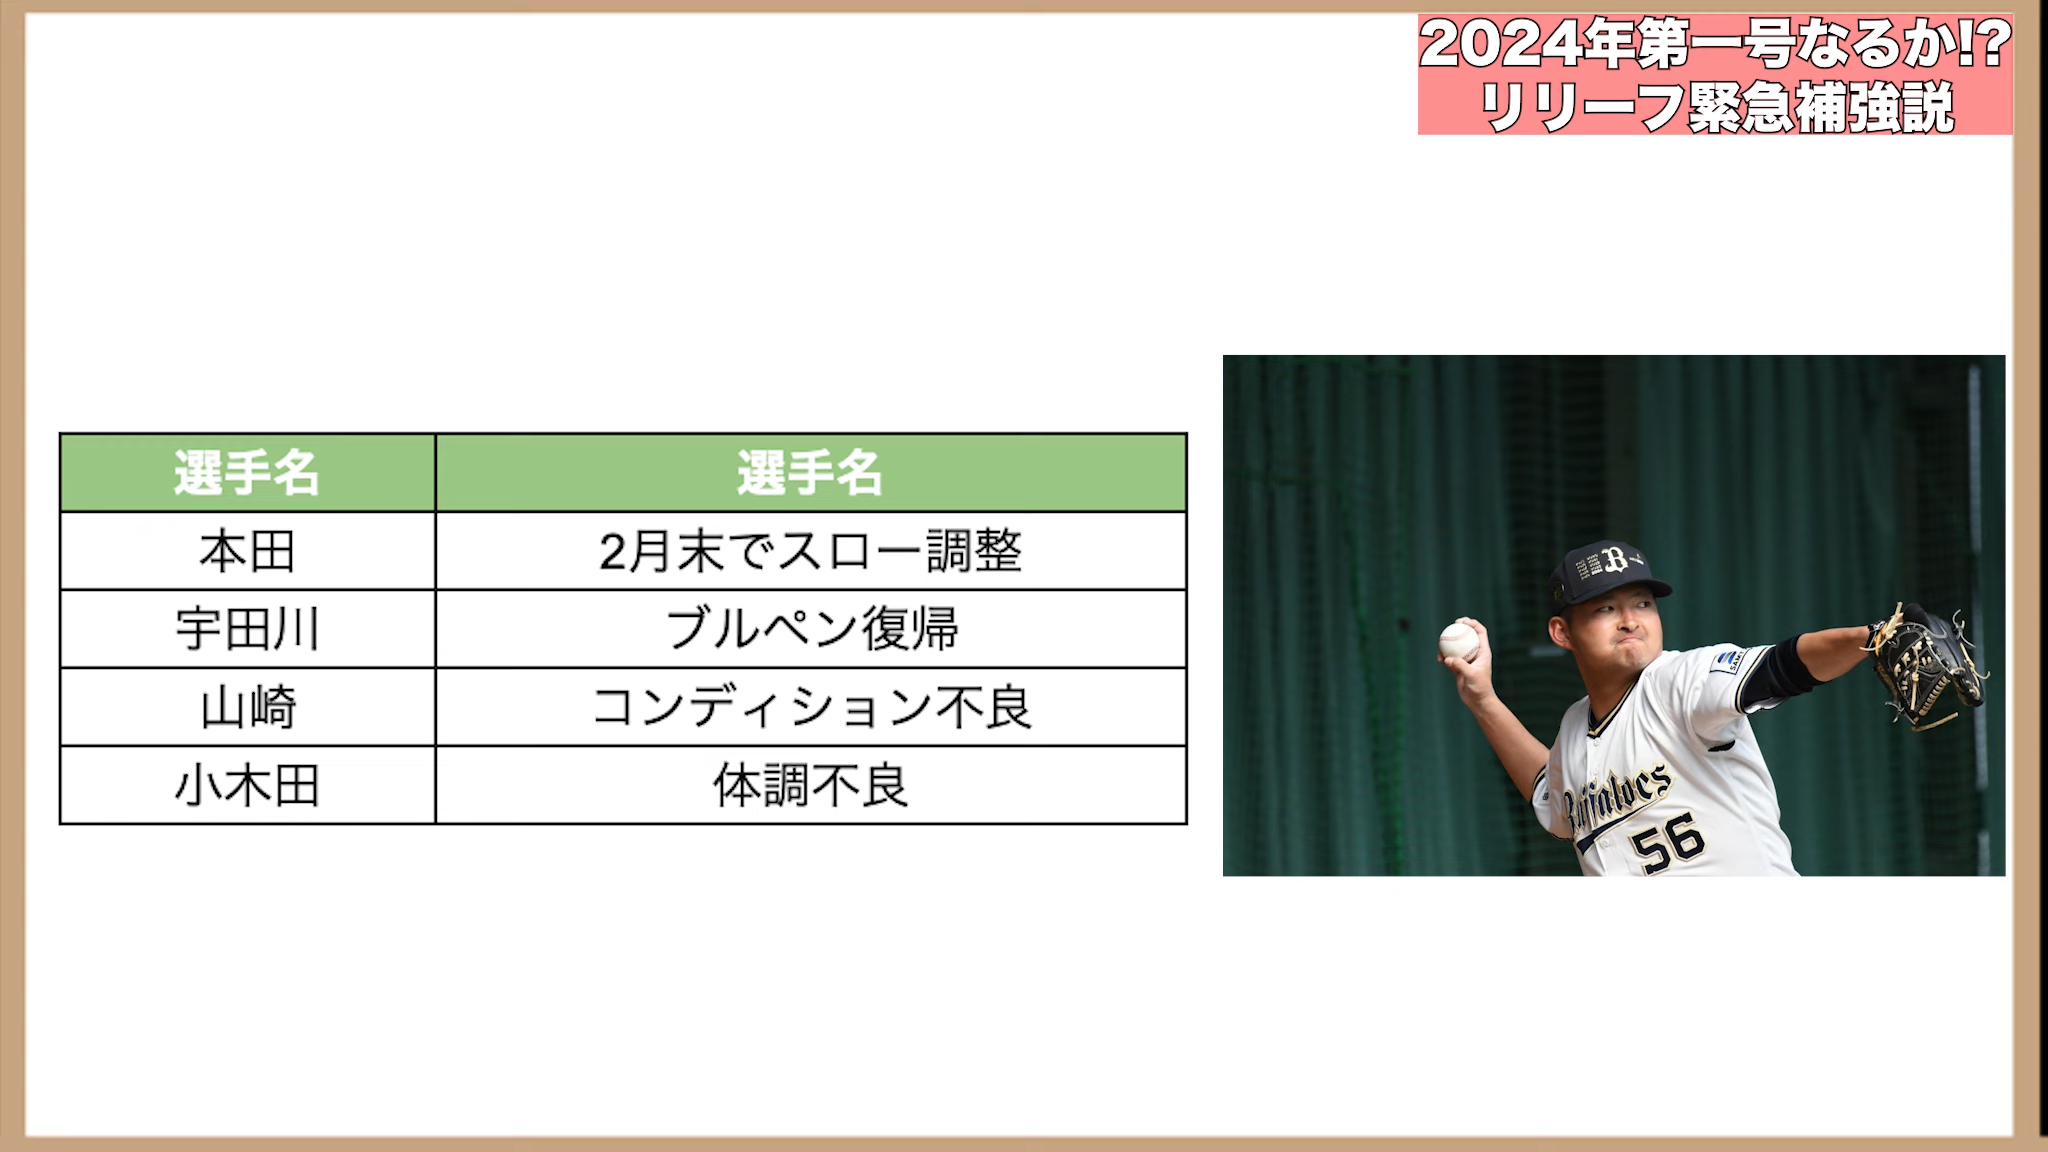 2024年第一号なるか!?
リリーフ緊急補強説
選手名 選手名
本田 2月末でスロー調整
宇田川 ブルペン復帰
山崎 コンディション不良
小木田 体調不良
B
Buffaloes
56